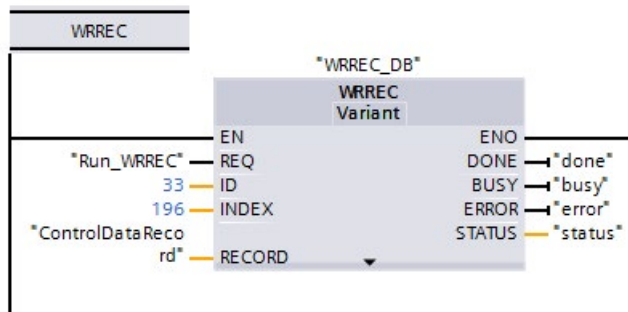 WRREC
"WRREC_DB"
WRREC
Variant
EN ENO
"Run_WRREC" REQ DONE "done"
33 ID BUSY "busy"
196 INDEX ERROR "error"
"ControlDataReco STATUS "status"
rd" RECORD